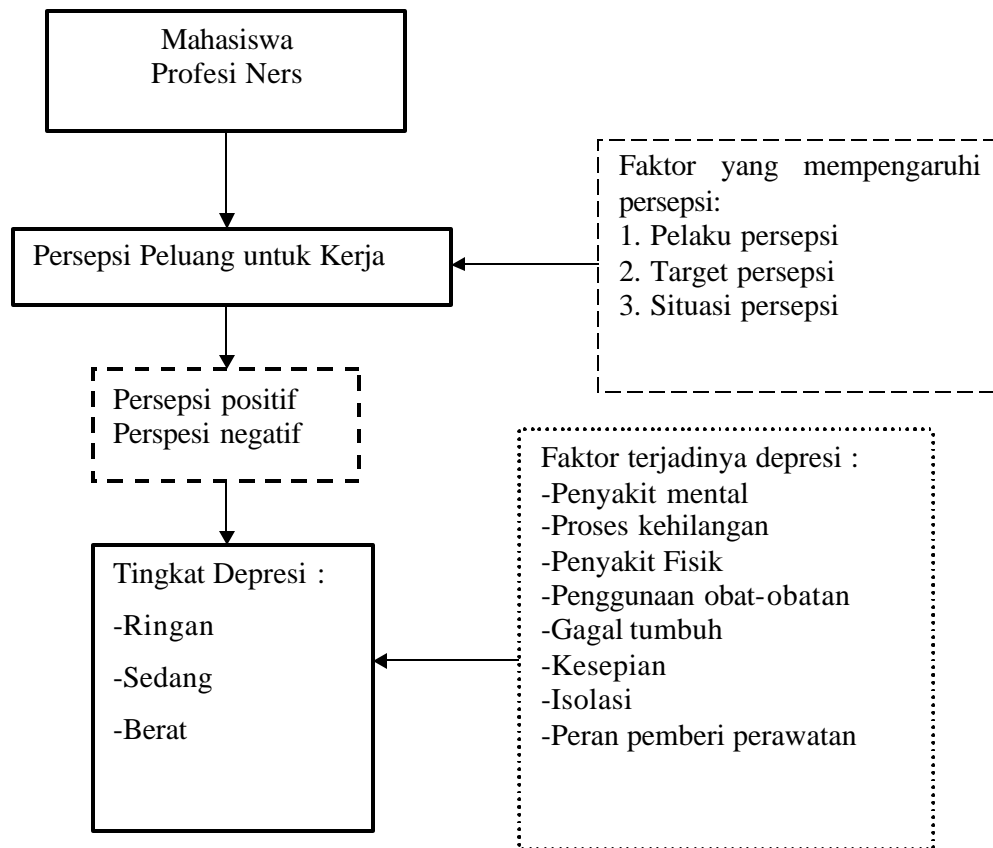 Mahasiswa
Profesi Ners
Faktor yang mempengaruhi
persepsi:
1. Pelaku persepsi
2. Target persepsi
3. Situasi persepsi
Persepsi Peluang untuk Kerja
Persepsi positif
Perspesi negatif
Faktor terjadinya depresi :
-Penyakit mental
-Proses kehilangan
-Penyakit Fisik
-Penggunaan obat-obatan
-Gagal tumbuh
-Kesepian
-Isolasi
-Peran pemberi perawatan
Tingkat Depresi :
-Ringan
-Sedang
-Berat